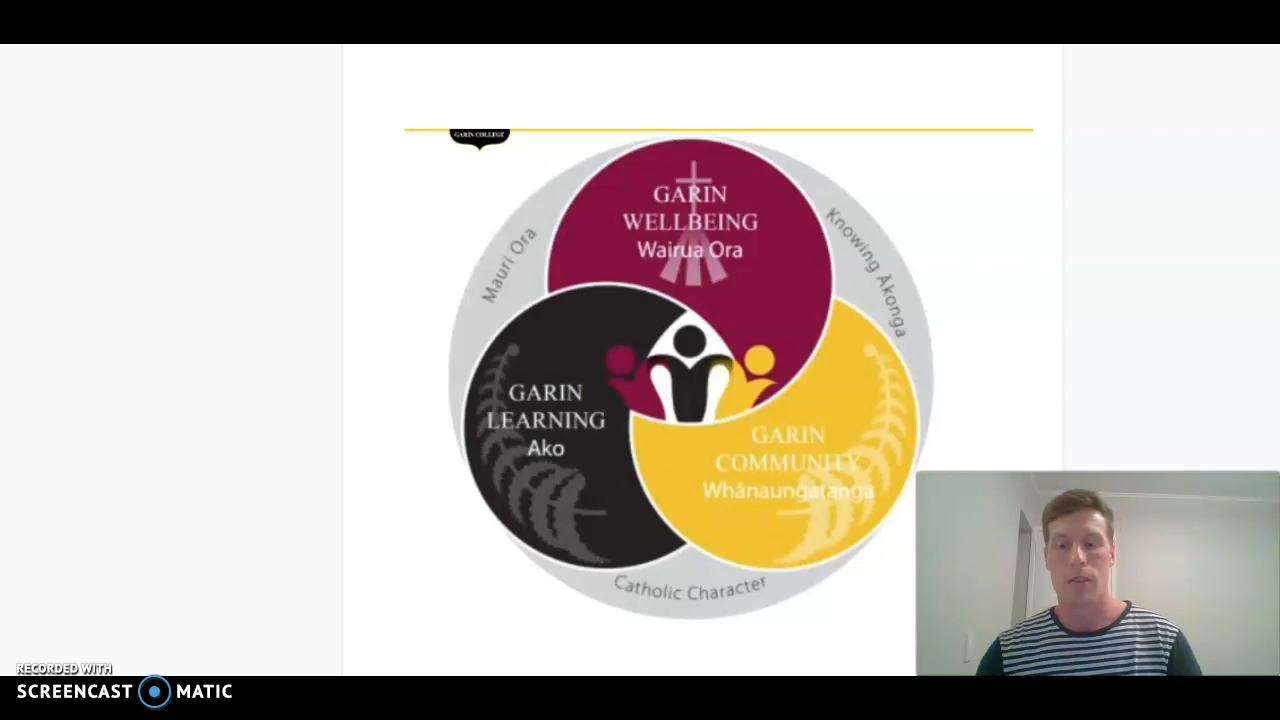 GARIN COLLEGE
GARIN
WELLBEING
Wairua Ora
Mauri Ora
Knowing Ākonga
GARIN
LEARNING
Ako
GARIN
COMMUNITY
Whānaungatanga
Catholic Character
RECORDED WITH
SCREENCAST MATIC